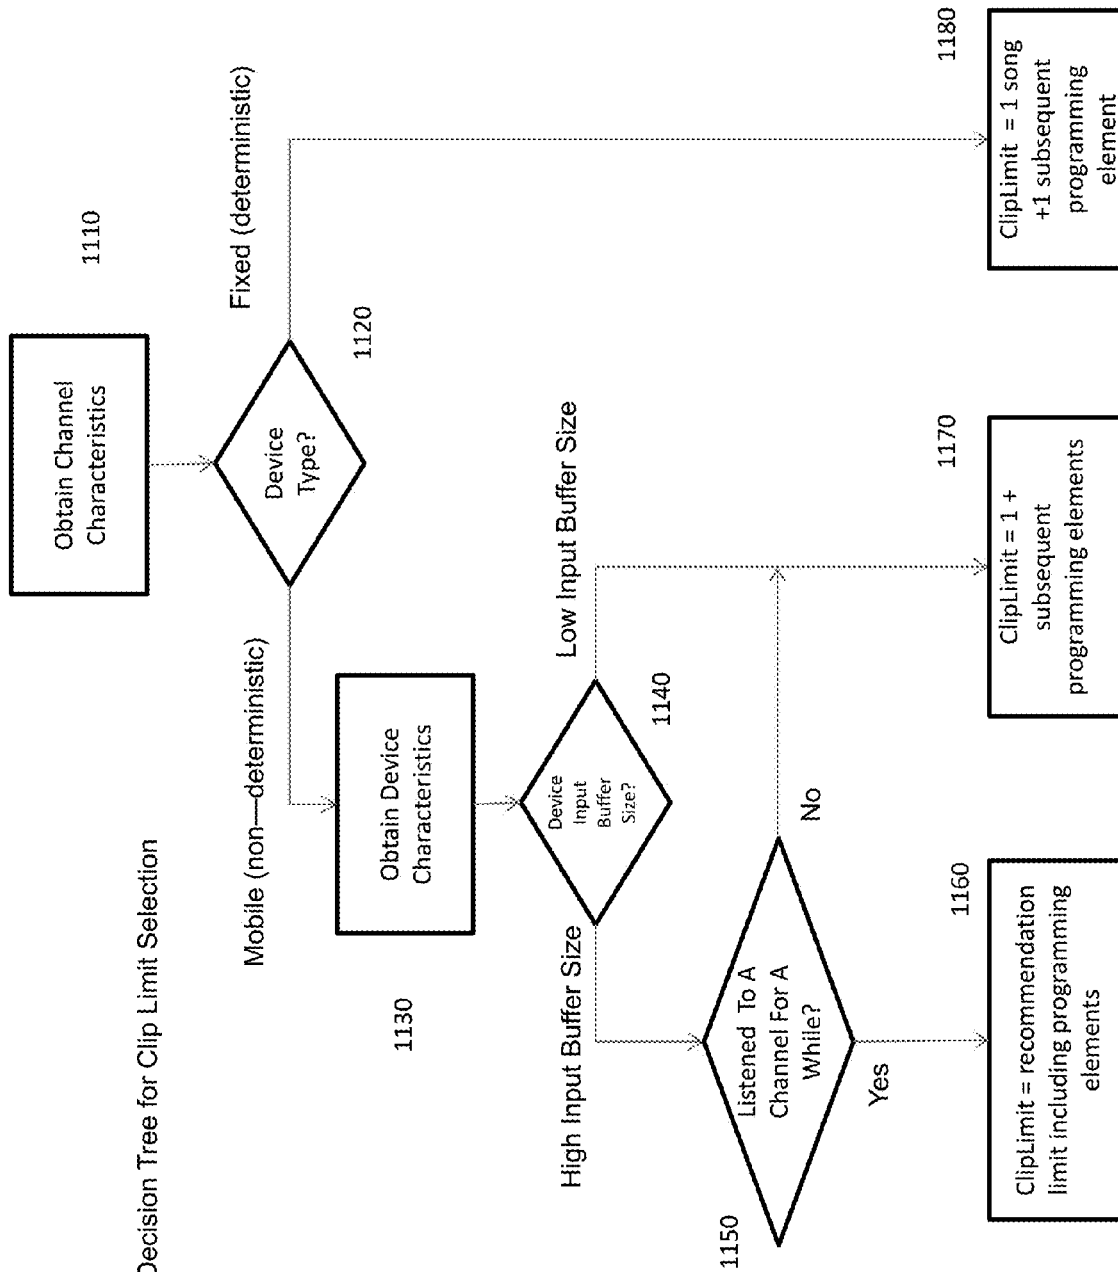 Decision Tree for Clip Limit Selection
Obtain Channel
Characteristics
1110
Device
Type?
1120
Mobile (non—deterministic)
Fixed (deterministic)
Obtain Device
Characteristics
1130
Device
Input
Buffer
Size?
1140
High Input Buffer Size
Low Input Buffer Size
Listened To A
Channel For A
While?
1150
Yes
No
ClipLimit = recommendation
limit including programming
elements
1160
ClipLimit = 1 +
subsequent
programming elements
1170
ClipLimit = 1 song
+1 subsequent
programming
element
1180